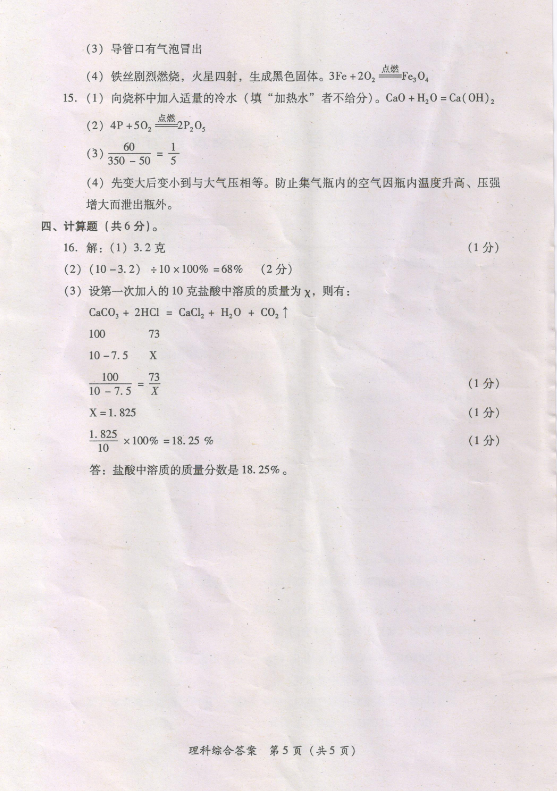 (3) 导管口有气泡冒出
(4) 铁丝剧烈燃烧，火星四射，生成黑色固体。3Fe + 2O₂ 点燃══ Fe₃O₄
15. (1) 向烧杯中加入适量的冷水（填“加热水”者不给分）。CaO + H₂O = Ca(OH)₂
(2) 4P + 5O₂ 点燃══ 2P₂O₅
(3) 60/(350 - 50) = 1/5
(4) 先变大后变小到与大气压相等。防止集气瓶内的空气因瓶内温度升高、压强
增大而泄出瓶外。
四、计算题（共6分）。
16. 解：(1) 3.2 克 (1 分)
(2) (10 - 3.2) ÷ 10 × 100% = 68% (2 分)
(3) 设第一次加入的 10 克盐酸中溶质的质量为 χ，则有：
CaCO₃ + 2HCl = CaCl₂ + H₂O + CO₂↑
100 73
10 - 7.5 X
100/(10 - 7.5) = 73/X (1 分)
X = 1.825 (1 分)
1.825/10 × 100% = 18.25 % (1 分)
答：盐酸中溶质的质量分数是 18.25%。
理科综合答案 第 5 页（共 5 页）